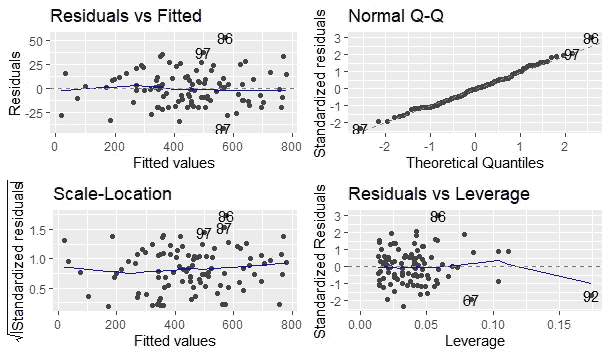 Residuals vs Fitted
Residuals
50
25
0
-25
86
97
87
0 200 400 600 800
Fitted values
Normal Q-Q
Standardized residuals
3
2
1
0
-1
-2
86
97
87
-2 -1 0 1 2
Theoretical Quantiles
Scale-Location
√|Standardized residuals|
1.5
1.0
0.5
86
97
87
0 200 400 600 800
Fitted values
Residuals vs Leverage
Standardized Residuals
3
2
1
0
-1
-2
86
67
92
0.00 0.05 0.10 0.15
Leverage